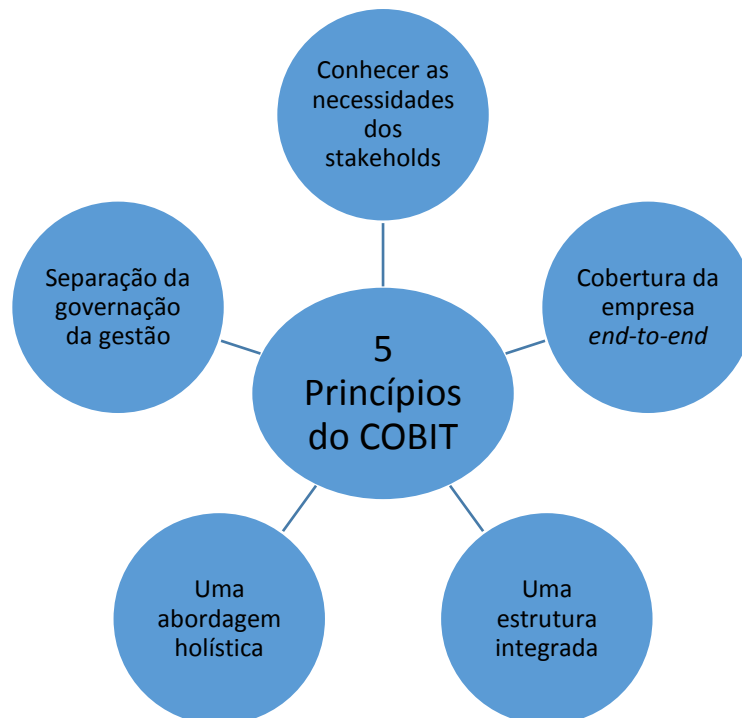 Conhecer as
necessidades
dos
stakeholds
Separação da
governação
da gestão
Cobertura da
empresa
end-to-end
5
Princípios
do COBIT
Uma
abordagem
holística
Uma
estrutura
integrada